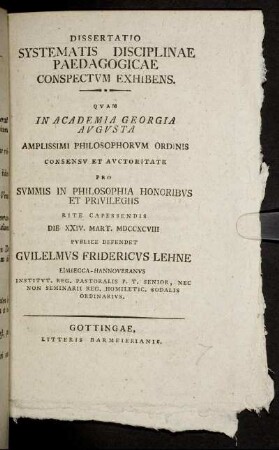 DISSERTATIO
SYSTEMATIS DISCIPLINAE
PAEDAGOGICAE
CONSPECTVM EXHIBENS.
QVAM
IN ACADEMIA GEORGIA
AVGVSTA
AMPLISSIMI PHILOSOPHORVM ORDINIS
CONSENSV ET AVCTORITATE
PRO
SVMMIS IN PHILOSOPHIA HONORIBVS
ET PRIVILEGIIS
RITE CAPESSENDIS
DIE XXIV. MART. MDCCXCVIII
PVBLICE DEFENDET
GVILELMVS FRIDERICVS LEHNE
EIMBECCA-HANNOVERANVS
INSTITVT. REG. PASTORALIS P. T. SENIOR, NEC
NON SEMINARII REG. HOMILETIC. SODALIS
ORDINARIVS.
GOTTINGAE,
LITTERIS BARMEIERIANIS.